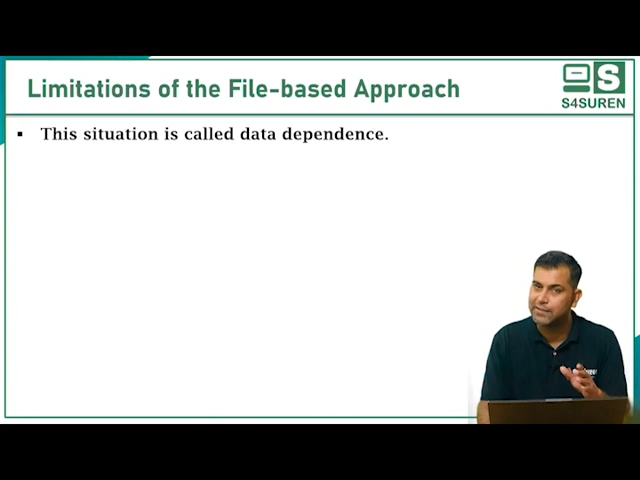 Limitations of the File-based Approach
S
S4SUREN
▪ This situation is called data dependence.